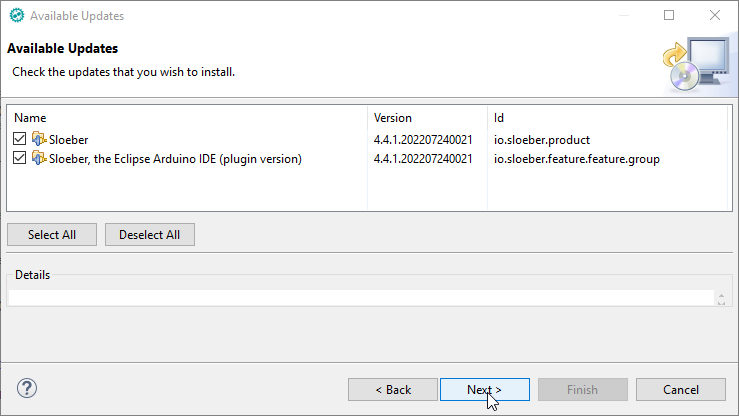 Available Updates
Available Updates
Check the updates that you wish to install.
Name Version Id
Sloeber 4.4.1.202207240021 io.sloeber.product
Sloeber, the Eclipse Arduino IDE (plugin version) 4.4.1.202207240021 io.sloeber.feature.feature.group
Select All Deselect All
Details
? < Back Next > Finish Cancel